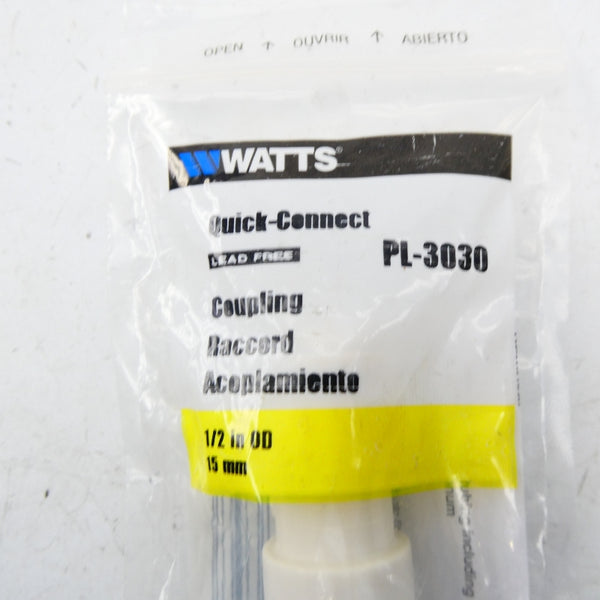 OPEN ↑ OUVRIR ↑ ABIERTO
WATTS®
Quick-Connect
LEAD FREE
PL-3030
Coupling
Raccord
Acoplamiento
1/2 in OD
15 mm
including